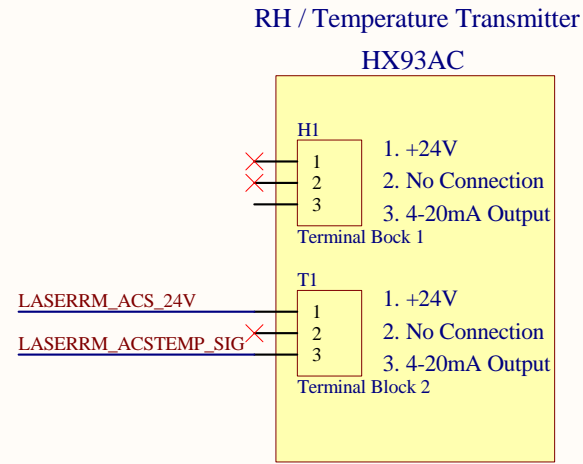 RH / Temperature Transmitter
HX93AC
H1
1
2
3
1. +24V
2. No Connection
3. 4-20mA Output
Terminal Bock 1
T1
LASERRM_ACS_24V
1
2
LASERRM_ACSTEMP_SIG
3
1. +24V
2. No Connection
3. 4-20mA Output
Terminal Block 2